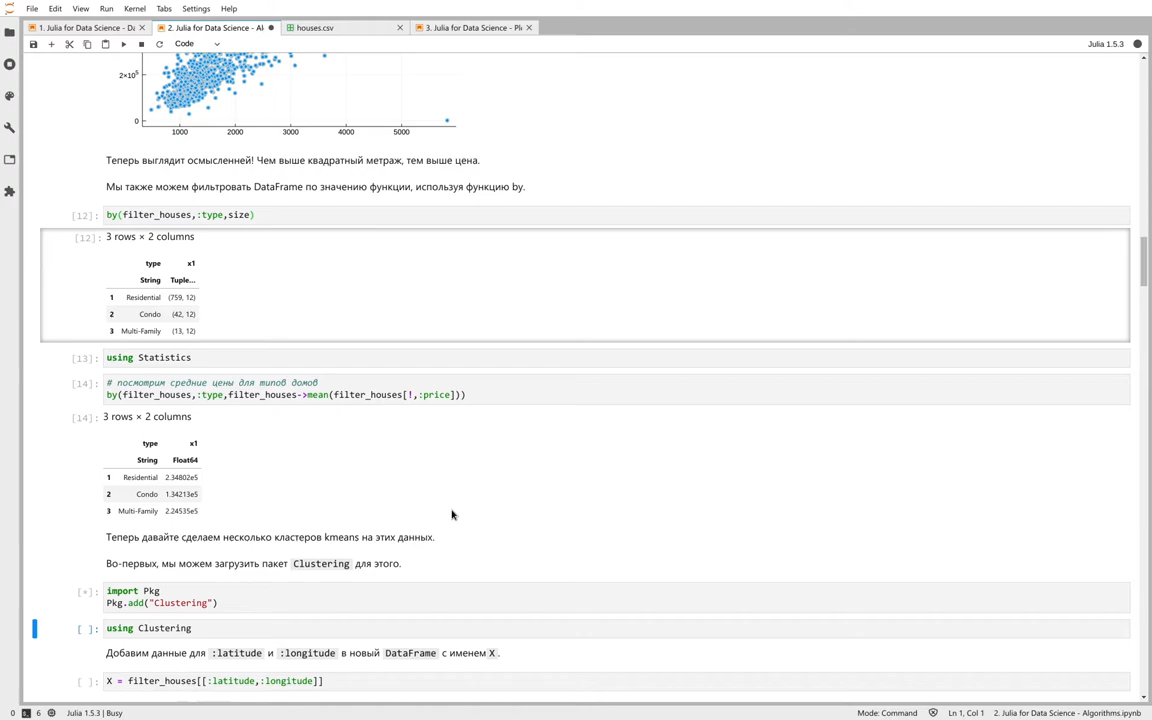 File Edit View Run Kernel Tabs Settings Help
1. Julia for Data Science - Da
2. Julia for Data Science - Al
houses.csv
3. Julia for Data Science - Plo
Code
Julia 1.5.3
2×10⁵
0
1000 2000 3000 4000 5000
Теперь выглядит осмысленней! Чем выше квадратный метраж, тем выше цена.
Мы также можем фильтровать DataFrame по значению функции, используя функцию by.
[12]: by(filter_houses,:type,size)
[12]: 3 rows × 2 columns
type x1
String Tuple…
1 Residential (759, 12)
2 Condo (42, 12)
3 Multi-Family (13, 12)
[13]: using Statistics
[14]: # посмотрим средние цены для типов домов
by(filter_houses,:type,filter_houses->mean(filter_houses[!,:price]))
[14]: 3 rows × 2 columns
type x1
String Float64
1 Residential 2.34802e5
2 Condo 1.34213e5
3 Multi-Family 2.24535e5
Теперь давайте сделаем несколько кластеров kmeans на этих данных.
Во-первых, мы можем загрузить пакет Clustering для этого.
[*]: import Pkg
Pkg.add("Clustering")
[ ]: using Clustering
Добавим данные для :latitude и :longitude в новый DataFrame с именем X.
[ ]: X = filter_houses[[:latitude,:longitude]]
0 6 Julia 1.5.3 | Busy
Mode: Command Ln 1, Col 1 2. Julia for Data Science - Algorithms.ipynb